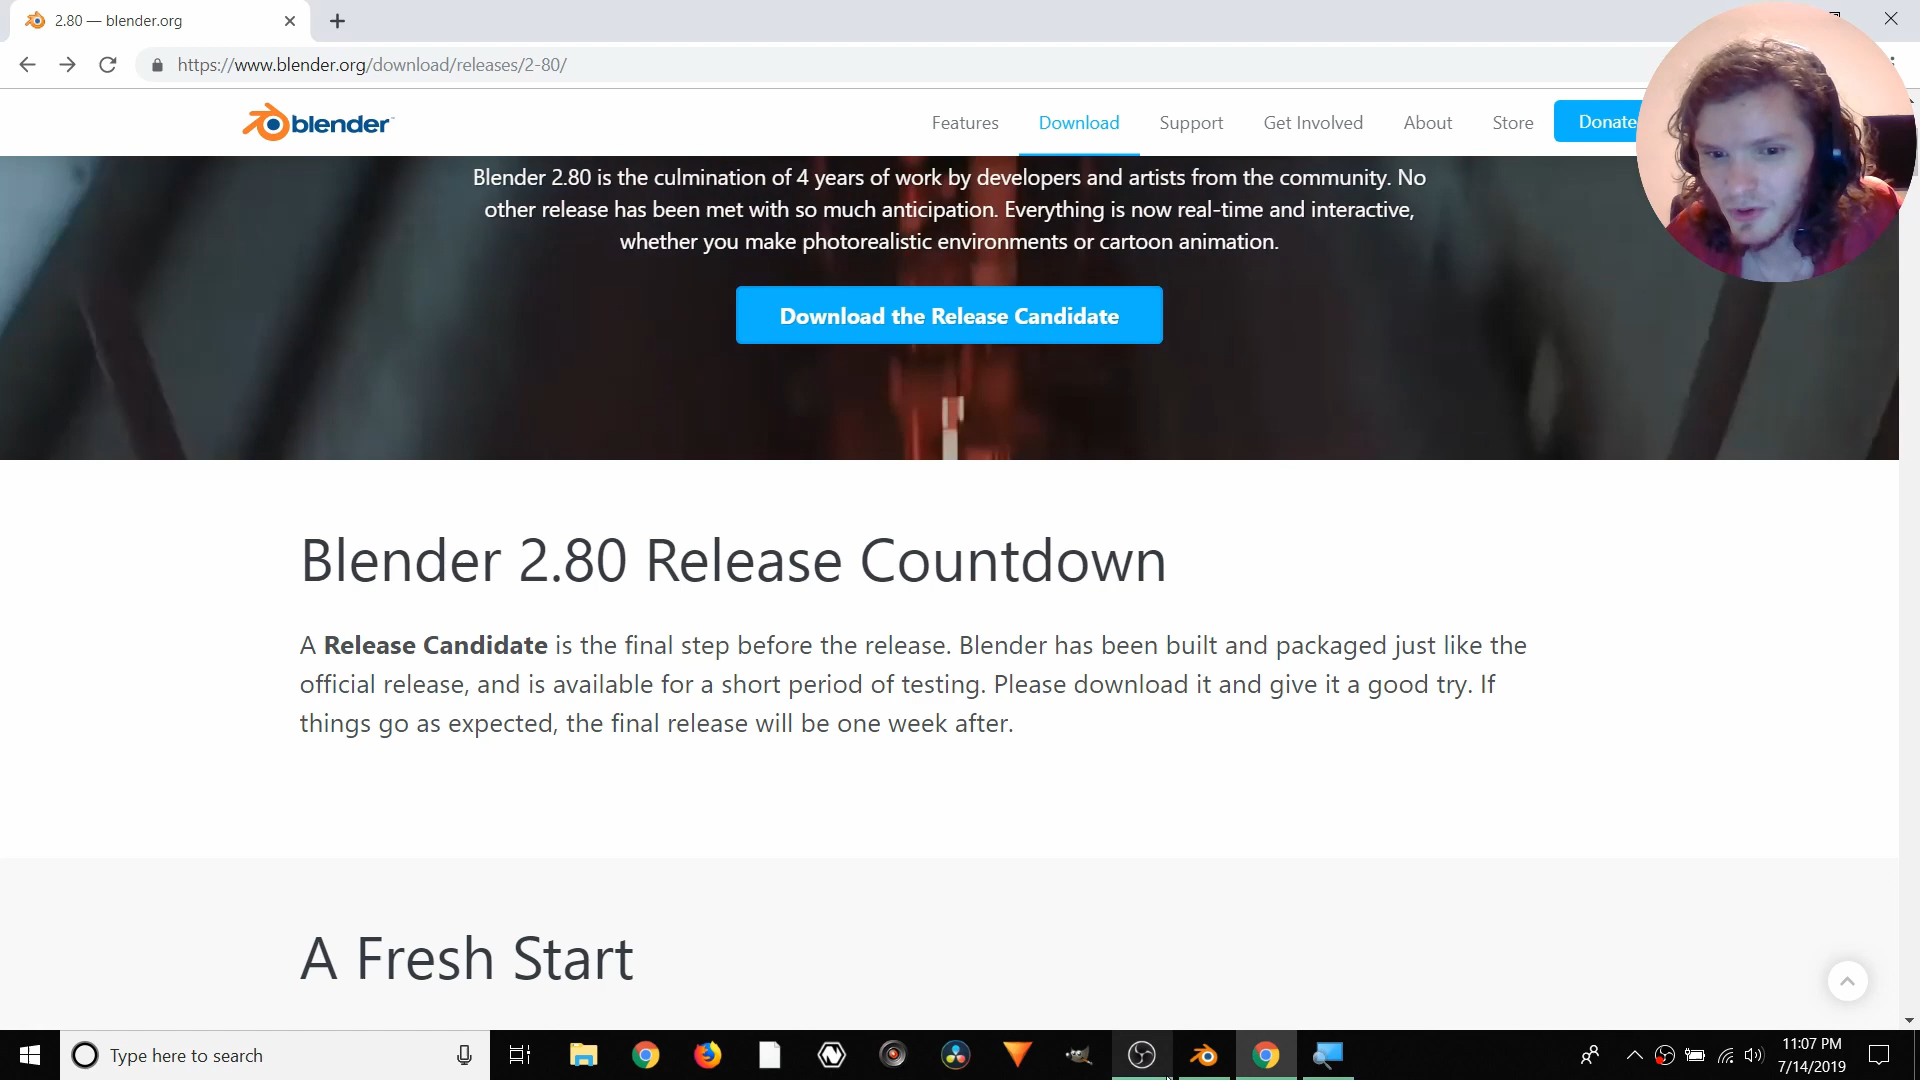 2.80 — blender.org
https://www.blender.org/download/releases/2-80/
blender
Features
Download
Support
Get Involved
About
Store
Donate
Blender 2.80 is the culmination of 4 years of work by developers and artists from the community. No
other release has been met with so much anticipation. Everything is now real-time and interactive,
whether you make photorealistic environments or cartoon animation.
Download the Release Candidate
Blender 2.80 Release Countdown
A Release Candidate is the final step before the release. Blender has been built and packaged just like the
official release, and is available for a short period of testing. Please download it and give it a good try. If
things go as expected, the final release will be one week after.
A Fresh Start
Type here to search
11:07 PM
7/14/2019